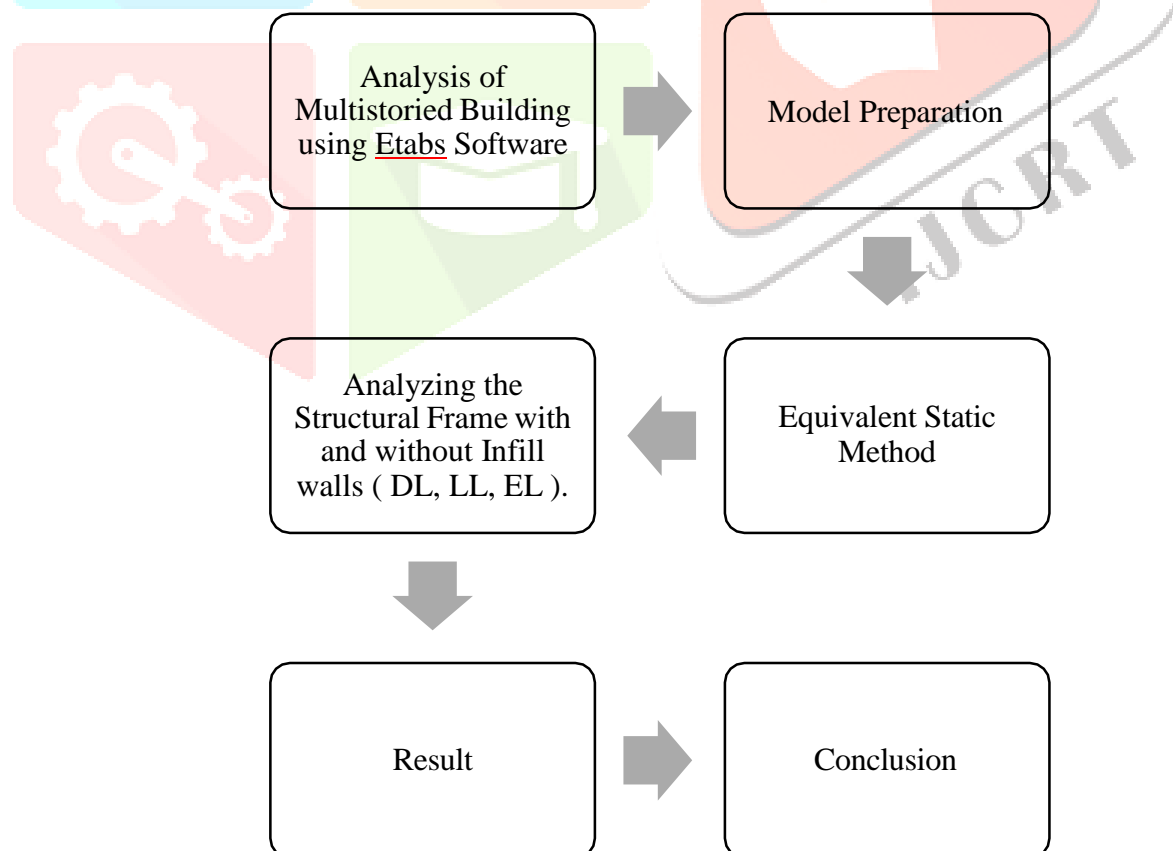 Analysis of
Multistoried Building
using Etabs Software
Model Preparation
Equivalent Static
Method
Analyzing the
Structural Frame with
and without Infill
walls ( DL, LL, EL ).
Result
Conclusion
IJCRT